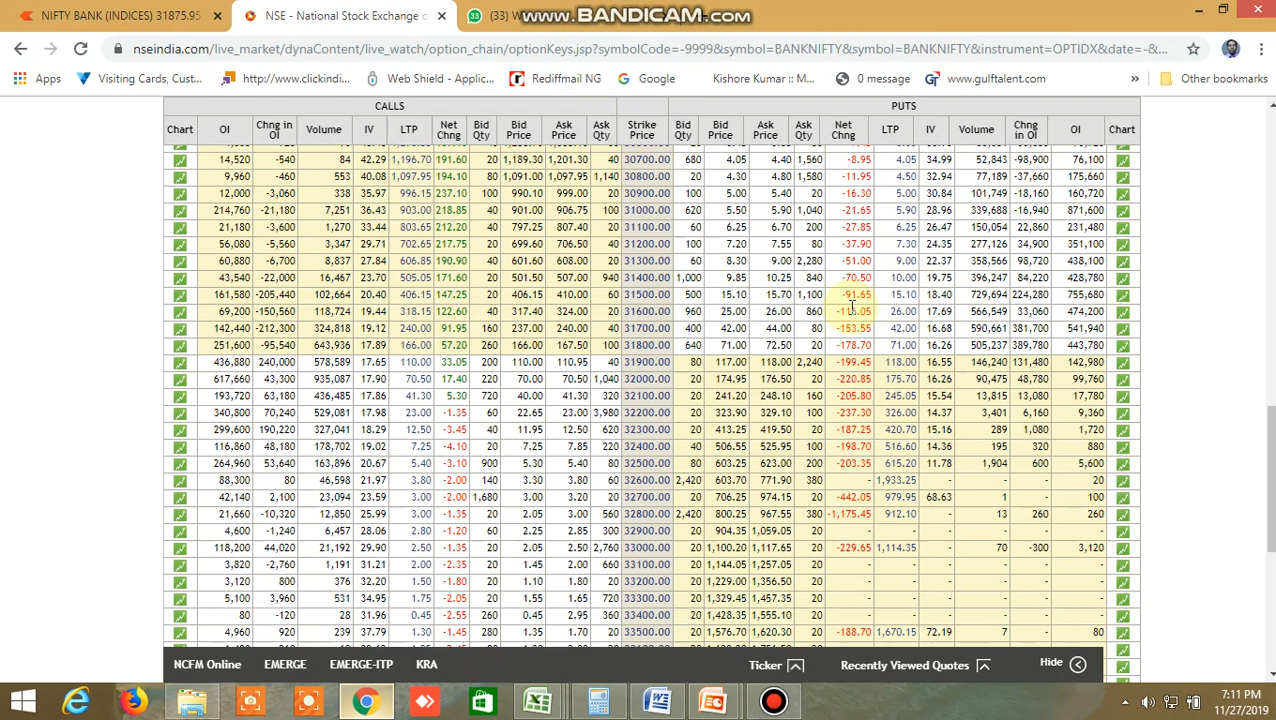 NIFTY BANK (INDICES) 31875.95 × NSE - National Stock Exchange o × (33) W www.BANDICAM.com
nseindia.com/live_market/dynaContent/live_watch/option_chain/optionKeys.jsp?symbolCode=-9999&symbol=BANKNIFTY&symbol=BANKNIFTY&instrument=OPTIDX&date=-&...
Apps Visiting Cards, Cust... http://www.clickindi... Web Shield - Applic... Rediffmail NG Google Kishore Kumar :: M... 0 message www.gulftalent.com » Other bookmarks
CALLS PUTS
Chart OI Chng in OI Volume IV LTP Net Chng Bid Qty Bid Price Ask Price Ask Qty Strike Price Bid Qty Bid Price Ask Price Ask Qty Net Chng LTP IV Volume Chng in OI OI Chart
14,520 -540 84 42.29 1,196.70 191.60 20 1,189.30 1,201.30 40 30700.00 680 4.05 4.40 1,560 -8.95 4.05 34.99 52,843 -98,900 76,100
9,960 -460 553 40.08 1,097.95 194.10 80 1,091.00 1,097.95 1,140 30800.00 20 4.30 4.80 1,580 -11.95 4.50 32.94 77,189 -37,660 175,660
12,000 -3,060 338 35.97 996.15 237.10 100 990.10 999.00 20 30900.00 100 5.00 5.40 20 -16.30 5.00 30.84 101,749 -18,160 160,720
214,760 -21,180 7,251 36.43 903.00 218.85 40 901.00 906.75 100 31000.00 620 5.50 5.90 1,040 -21.65 5.90 28.96 339,688 -16,940 871,600
21,180 -3,600 1,270 33.44 803.65 212.20 40 797.25 807.40 20 31100.00 60 6.25 6.70 200 -27.85 6.25 26.47 150,054 22,860 231,480
56,080 -5,560 3,347 29.71 702.65 217.75 40 699.60 706.50 40 31200.00 100 7.20 7.55 80 -37.90 7.30 24.35 277,126 34,900 351,100
60,880 -6,700 8,837 27.84 606.85 190.90 40 601.60 608.00 20 31300.00 60 8.30 9.00 2,280 -51.00 9.00 22.37 358,566 98,720 438,100
43,540 -22,000 16,467 23.70 505.05 171.60 20 501.50 507.00 940 31400.00 1,000 9.85 10.25 840 -70.50 10.00 19.75 396,247 84,220 428,780
161,580 -205,440 102,664 20.40 406.15 147.25 20 406.15 410.00 60 31500.00 500 15.10 15.70 1,100 -91.65 15.10 18.40 729,694 224,280 755,680
69,200 -150,560 118,724 19.44 318.15 122.60 40 317.40 324.00 20 31600.00 960 25.00 26.00 860 26.00 17.69 566,549 33,060 474,200
142,440 -212,300 324,818 19.12 240.00 91.95 160 237.00 240.00 40 31700.00 400 42.00 44.00 80 -153.55 42.00 16.68 590,661 381,700 541,940
251,600 -95,540 643,936 17.89 166.00 57.20 260 166.00 167.50 100 31800.00 640 71.00 72.50 20 -178.70 71.00 16.26 505,237 389,780 443,780
436,880 240,000 578,589 17.65 110.00 33.05 200 110.00 110.95 40 31900.00 80 117.00 118.00 2,240 -199.45 118.00 16.55 146,240 131,480 142,980
617,660 43,300 935,087 17.90 70.50 17.40 220 70.00 70.50 1,040 32000.00 20 174.95 176.50 20 -220.85 175.70 16.26 90,475 48,780 99,760
193,720 63,180 436,485 17.86 41.30 5.30 720 40.00 41.30 320 32100.00 20 241.20 248.10 160 -205.80 245.05 15.54 13,815 13,080 17,780
340,800 70,240 529,081 17.98 23.00 -1.35 60 22.65 23.00 3,980 32200.00 20 323.90 329.10 100 -237.30 326.00 14.37 3,401 6,160 9,360
299,600 190,220 327,041 18.29 12.50 -3.45 40 11.95 12.50 620 32300.00 20 413.25 419.50 20 -187.25 420.70 15.16 289 1,080 1,720
116,860 48,180 178,702 19.02 7.25 -4.10 20 7.25 7.85 220 32400.00 40 506.55 525.95 100 -198.70 516.60 14.36 195 320 880
264,960 53,640 163,896 20.67 5.40 -3.10 900 5.30 5.40 80 32500.00 20 603.25 623.00 200 -203.35 615.20 11.78 1,904 600 5,600
88,300 80 46,598 21.97 3.80 -3.00 140 3.30 3.80 60 32600.00 2,420 603.70 771.90 380 - 1,933.25 - - - 20
42,140 2,100 23,094 23.59 3.00 -3.00 1,680 3.00 3.20 20 32700.00 20 706.25 974.15 20 -442.05 979.95 68.63 1 - 100
21,660 -10,320 12,850 25.99 3.00 -1.35 20 2.05 3.00 560 32800.00 2,420 800.25 967.55 380 -1,175.45 912.10 - 13 260 260
4,600 -1,240 6,457 28.06 2.80 -1.20 60 2.25 2.85 300 32900.00 20 904.35 1,059.05 20 - - - - - -
118,200 44,020 21,192 29.90 2.50 -1.35 20 2.05 2.50 2,760 33000.00 20 1,100.20 1,117.65 20 -229.65 1,114.35 - 70 -300 3,120
3,820 -2,760 1,191 31.21 2.00 -2.35 20 1.45 2.00 660 33100.00 20 1,144.05 1,257.05 20 - - - - - -
3,120 800 376 32.20 1.50 -1.80 20 1.10 1.80 20 33200.00 20 1,229.00 1,356.50 20 - - - - - -
5,100 3,960 531 34.95 1.75 -2.05 20 1.55 1.65 720 33300.00 20 1,329.45 1,457.35 20 - - - - - -
80 -120 28 31.96 0.45 -2.55 260 0.45 2.95 360 33400.00 20 1,428.35 1,555.10 20 - - - - - -
4,960 920 239 37.79 1.30 -1.45 280 1.35 1.70 20 33500.00 20 1,576.70 1,620.30 20 -188.70 1,670.15 72.19 7 - 80
NCFM Online EMERGE EMERGE-ITP KRA Ticker Recently Viewed Quotes Hide
7:11 PM
11/27/2019